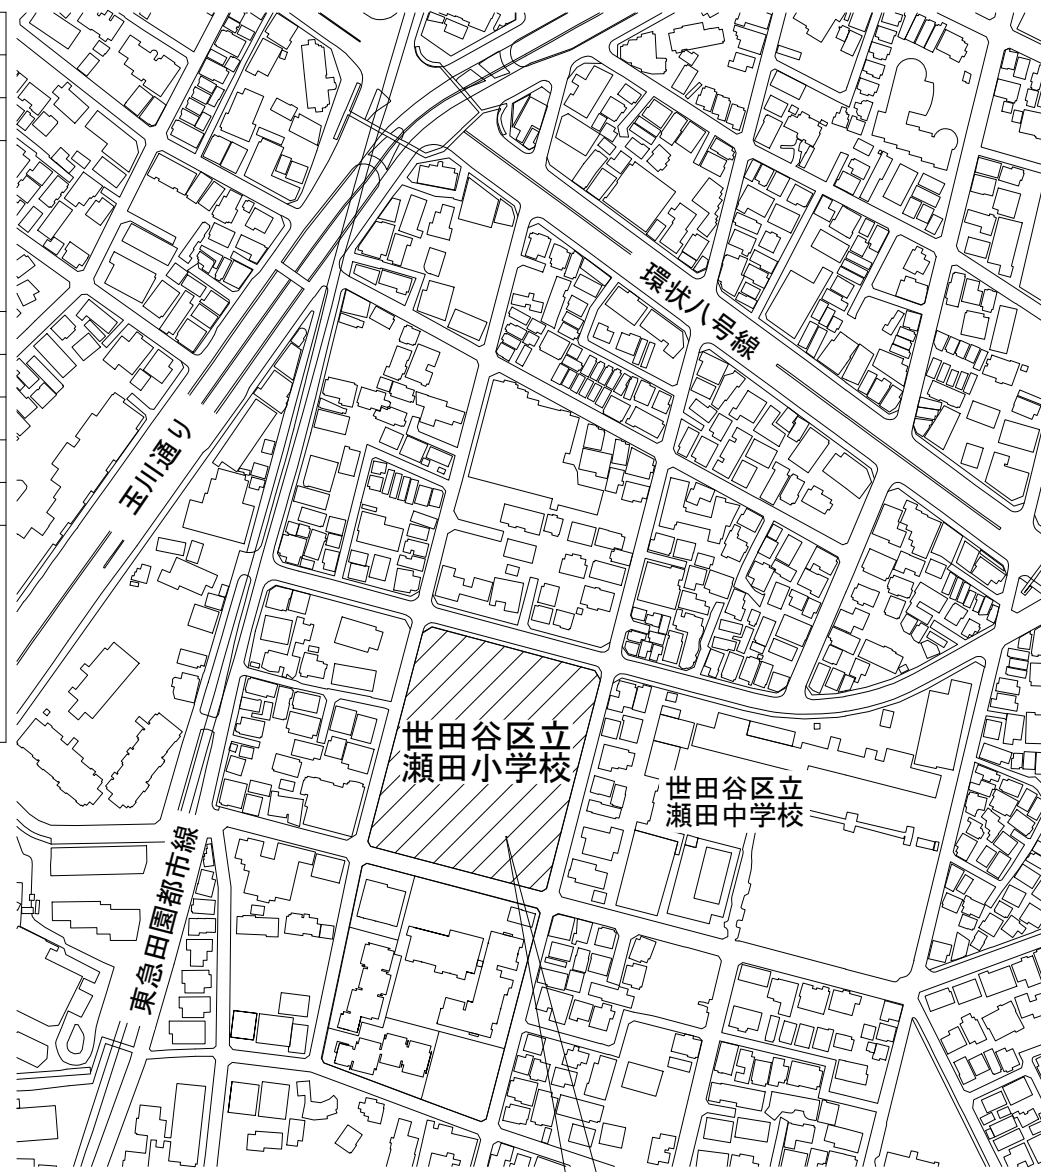 環状八号線
玉川通り
世田谷区立
瀬田小学校
世田谷区立
瀬田中学校
東急田園都市線